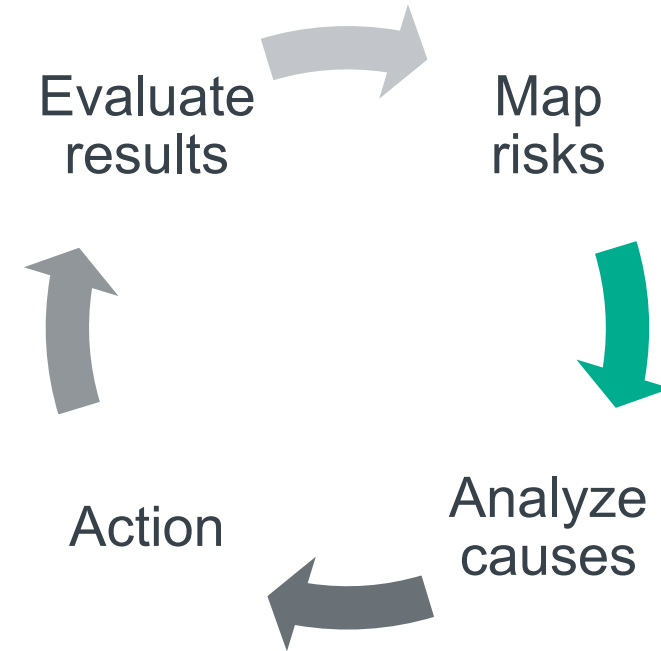 Evaluate
results
Map
risks
Analyze
causes
Action